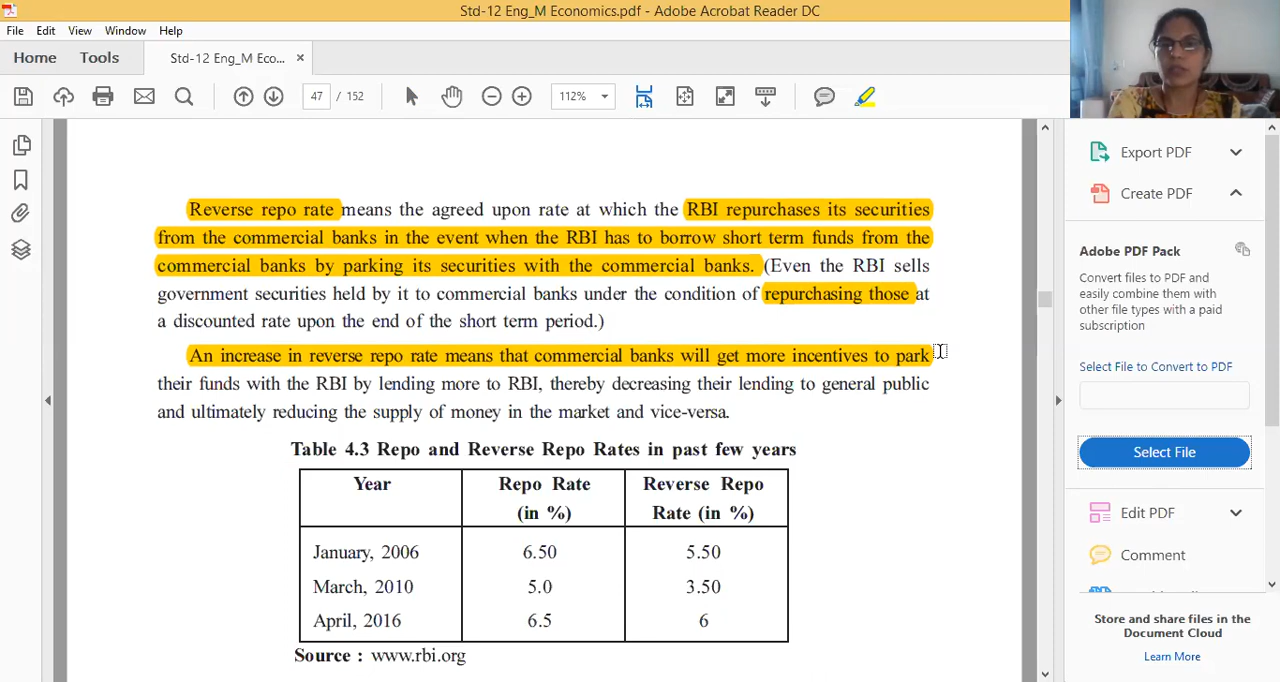 Std-12 Eng_M Economics.pdf - Adobe Acrobat Reader DC
File Edit View Window Help
Home Tools Std-12 Eng_M Eco... ×
47 / 152 112%
Reverse repo rate means the agreed upon rate at which the RBI repurchases its securities
from the commercial banks in the event when the RBI has to borrow short term funds from the
commercial banks by parking its securities with the commercial banks. (Even the RBI sells
government securities held by it to commercial banks under the condition of repurchasing those at
a discounted rate upon the end of the short term period.)
An increase in reverse repo rate means that commercial banks will get more incentives to park
their funds with the RBI by lending more to RBI, thereby decreasing their lending to general public
and ultimately reducing the supply of money in the market and vice-versa.
Table 4.3 Repo and Reverse Repo Rates in past few years
Year Repo Rate Reverse Repo
(in %) Rate (in %)
January, 2006 6.50 5.50
March, 2010 5.0 3.50
April, 2016 6.5 6
Source : www.rbi.org
Export PDF
Create PDF
Adobe PDF Pack
Convert files to PDF and
easily combine them with
other file types with a paid
subscription
Select File to Convert to PDF
Select File
Edit PDF
Comment
Store and share files in the
Document Cloud
Learn More